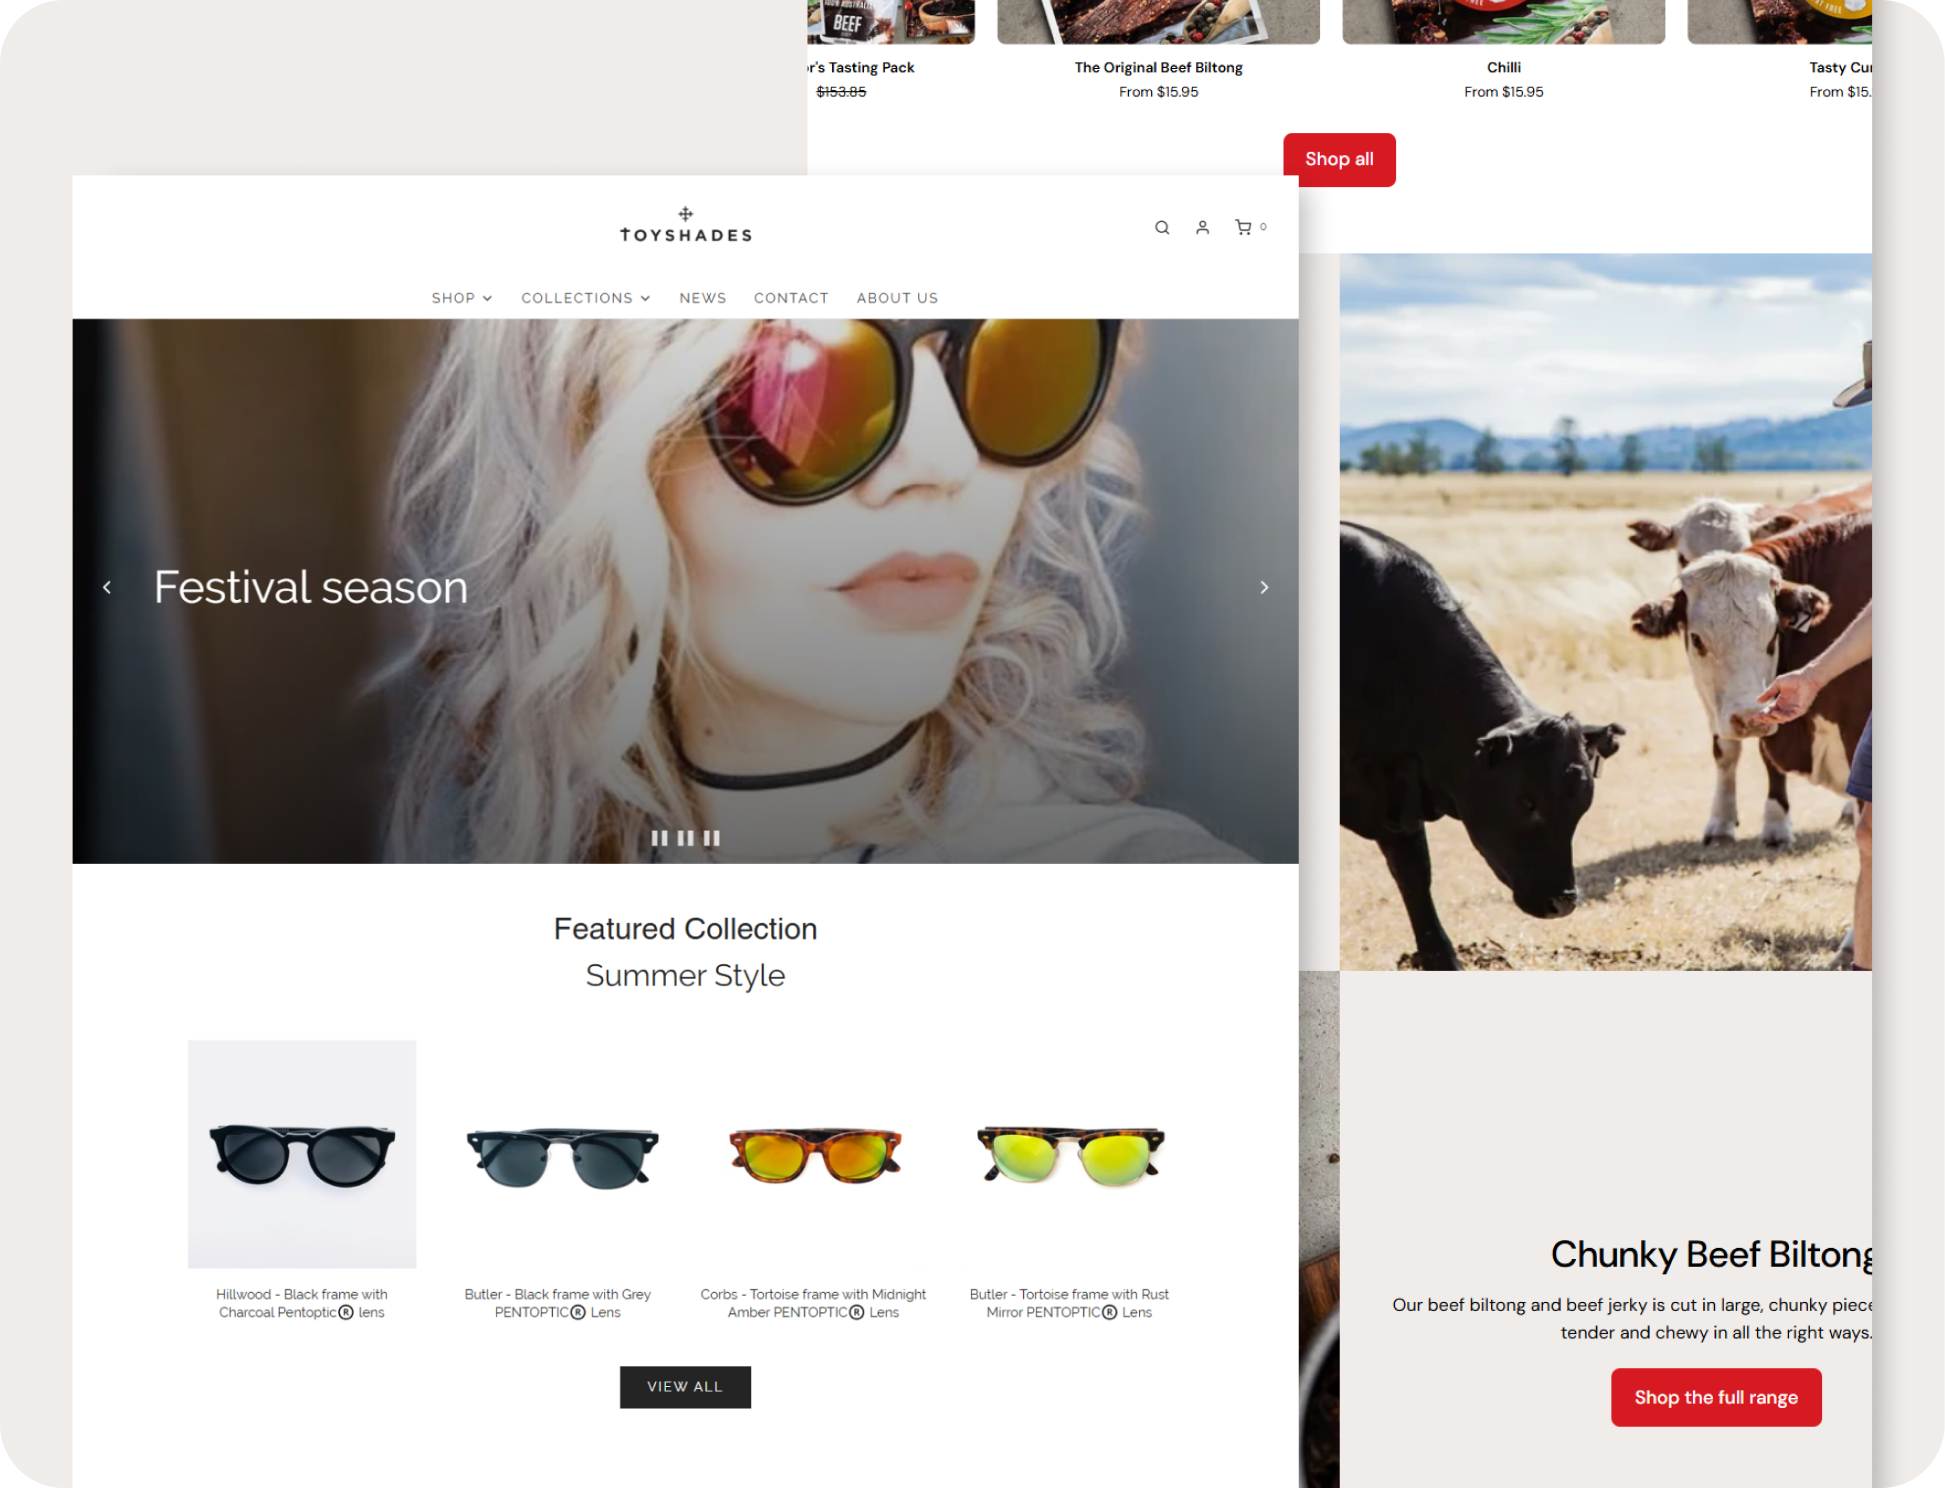 BEEF
r's Tasting Pack
$153.85
The Original Beef Biltong
From $15.95
Chilli
From $15.95
Tasty
From $15.
Shop all
TOYSHADES
0
SHOP COLLECTIONS NEWS CONTACT ABOUT US
Festival season
Featured Collection
Summer Style
Hillwood - Black frame with
Charcoal Pentoptic® lens
Butler - Black frame with Grey
PENTOPTIC® Lens
Corbs - Tortoise frame with Midnight
Amber PENTOPTIC® Lens
Butler - Tortoise frame with Rust
Mirror PENTOPTIC® Lens
VIEW ALL
Chunky Beef Biltong
Our beef biltong and beef jerky is cut in large, chunky piece
tender and chewy in all the right ways.
Shop the full range